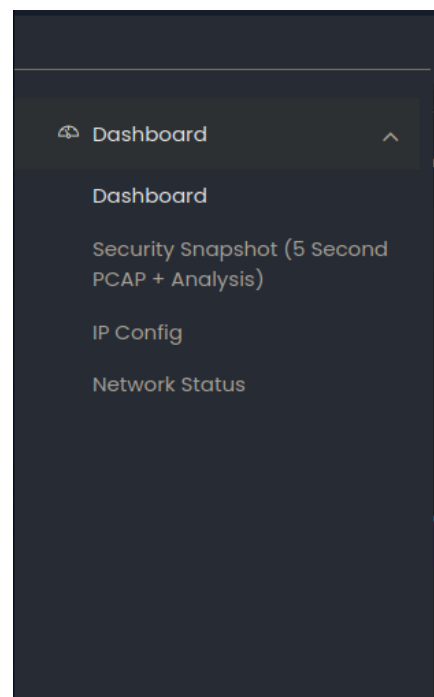 Dashboard
Dashboard
Security Snapshot (5 Second
PCAP + Analysis)
IP Config
Network Status